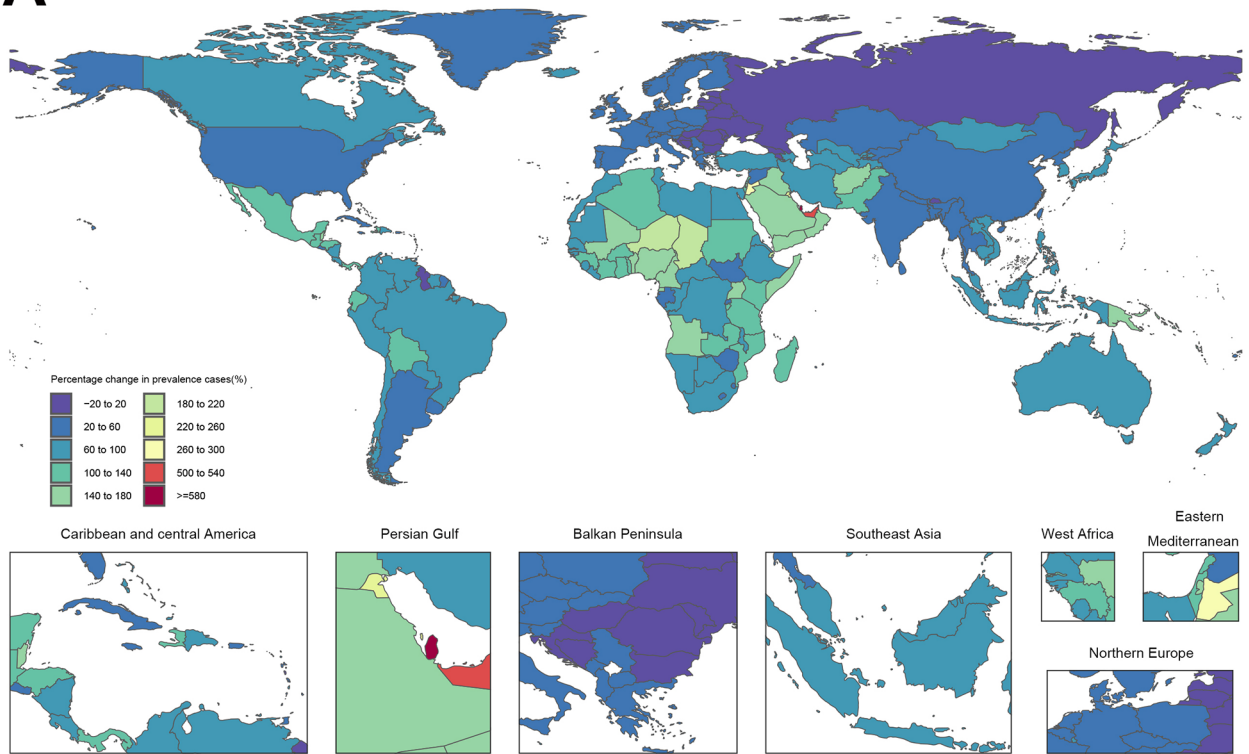 A
Percentage change in prevalence cases(%)
−20 to 20
20 to 60
60 to 100
100 to 140
140 to 180
180 to 220
220 to 260
260 to 300
500 to 540
>=580
Caribbean and central America
Persian Gulf
Balkan Peninsula
Southeast Asia
West Africa
Eastern
Mediterranean
Northern Europe